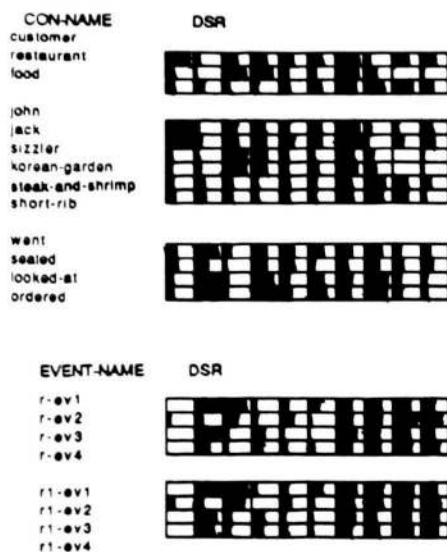 CON-NAME DSR
customer
restaurant
food
john
jack
sizzler
korean-garden
steak-and-shrimp
short-rib
went
seated
looked-at
ordered
EVENT-NAME DSR
r-ev1
r-ev2
r-ev3
r-ev4
r1-ev1
r1-ev2
r1-ev3
r1-ev4